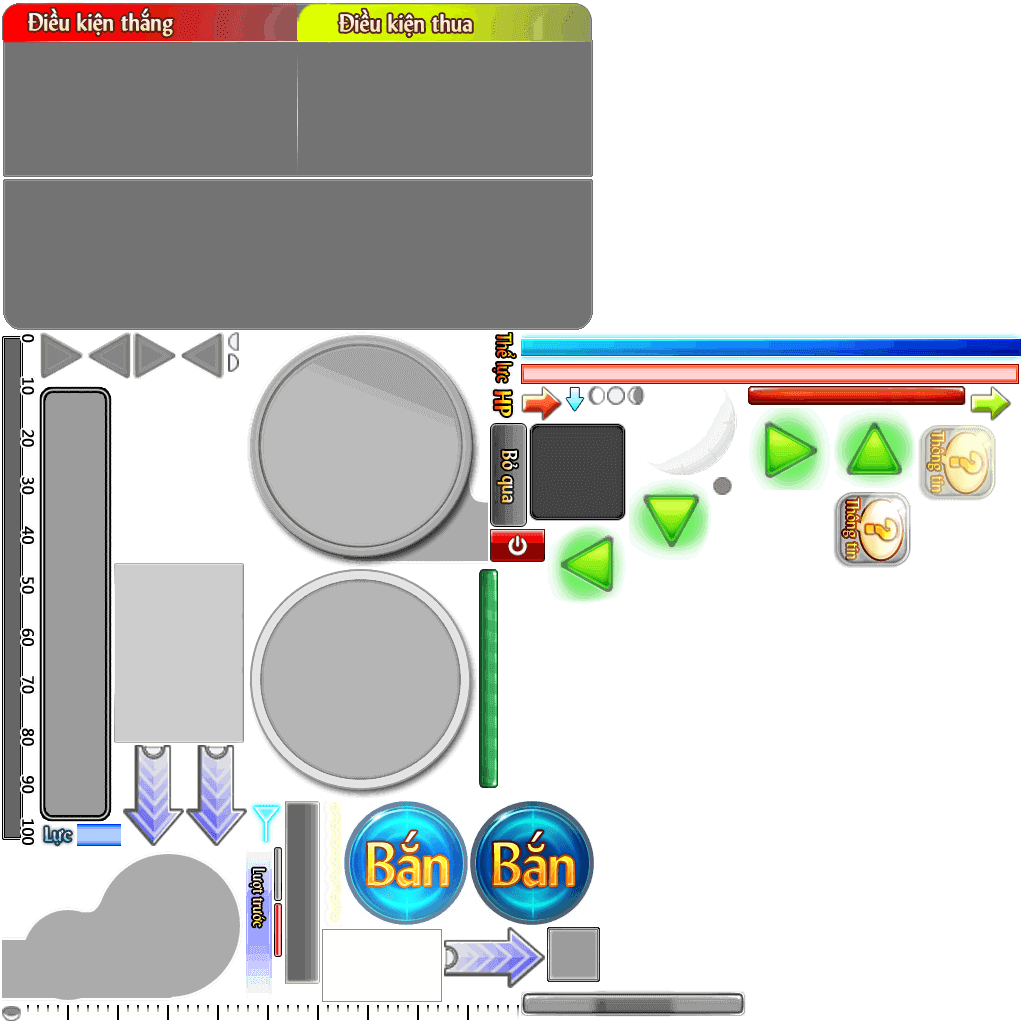 Điều kiện thắng
Điều kiện thua
0
10
20
30
40
50
60
70
80
90
100
Thể lực HP
Bỏ qua
Thông tin
Thông tin
Lực
Lượt trước
Bắn
Bắn